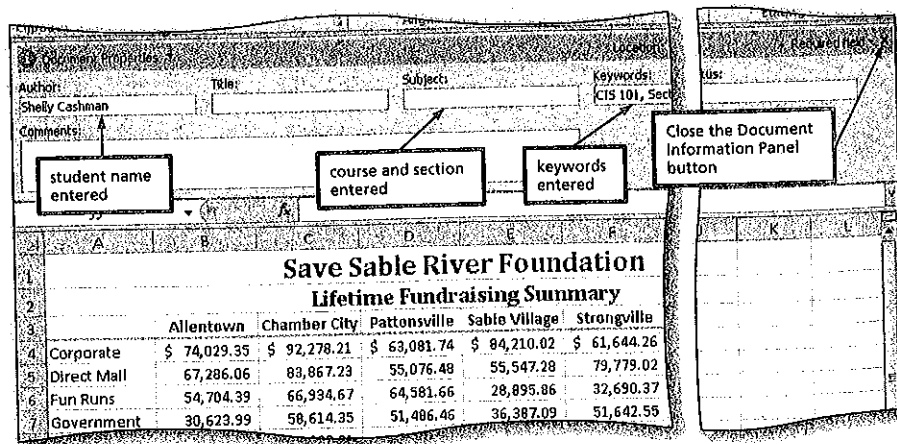 Document Properties
Location:
Required field
Author:
Title:
Subject:
Keywords:
tus:
Shelly Cashman
CIS 101, Sect
Comments:
student name
entered
course and section
entered
keywords
entered
Close the Document
Information Panel
button
A B C D E F J K L
1 Save Sable River Foundation
2 Lifetime Fundraising Summary
3 Allentown Chamber City Pattonsville Sable Village Strongville
4 Corporate $ 74,029.35 $ 92,278.21 $ 63,081.74 $ 84,210.02 $ 61,644.26
5 Direct Mail 67,286.06 83,867.23 55,076.48 55,547.28 79,779.02
6 Fun Runs 54,704.39 66,934.67 64,581.66 28,895.86 32,690.37
7 Government 30,623.99 58,614.35 51,486.46 36,387.09 51,642.55